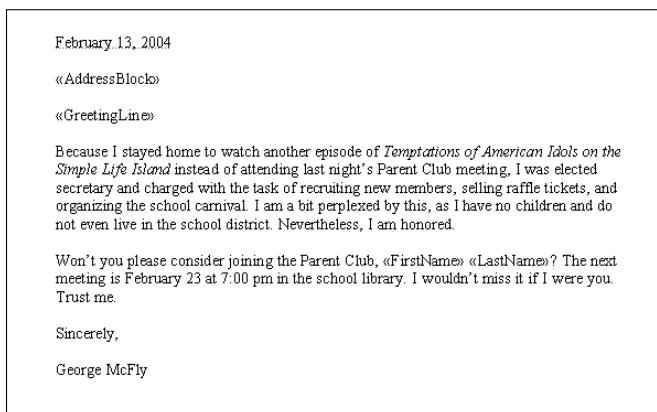 February 13, 2004
«AddressBlock»
«GreetingLine»
Because I stayed home to watch another episode of Temptations of American Idols on the
Simple Life Island instead of attending last night’s Parent Club meeting, I was elected
secretary and charged with the task of recruiting new members, selling raffle tickets, and
organizing the school carnival. I am a bit perplexed by this, as I have no children and do
not even live in the school district. Nevertheless, I am honored.
Won’t you please consider joining the Parent Club, «FirstName» «LastName»? The next
meeting is February 23 at 7:00 pm in the school library. I wouldn’t miss it if I were you.
Trust me.
Sincerely,
George McFly